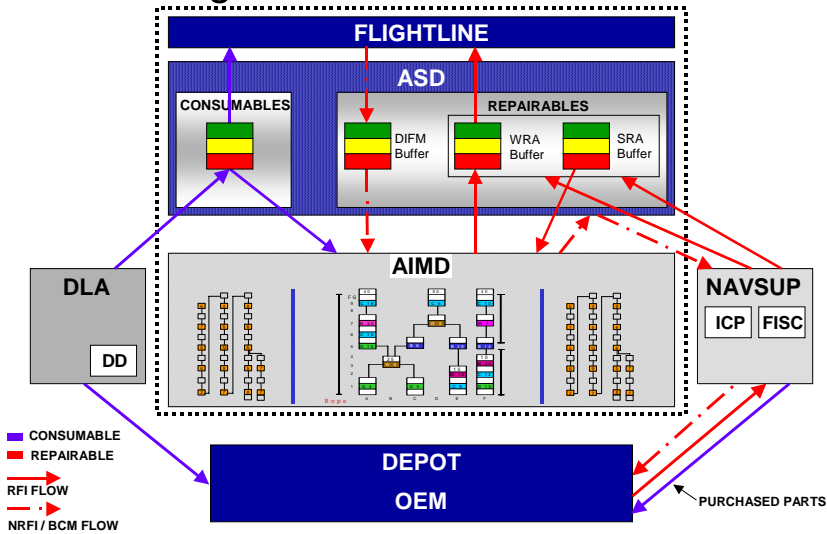 FLIGHTLINE
ASD
CONSUMABLES
REPAIRABLES
DIFM
Buffer
WRA
Buffer
SRA
Buffer
AIMD
DLA
DD
NAVSUP
ICP
FISC
Rope
A B C D E F
DEPOT
OEM
CONSUMABLE
REPAIRABLE
RFI FLOW
NRFI / BCM FLOW
PURCHASED PARTS